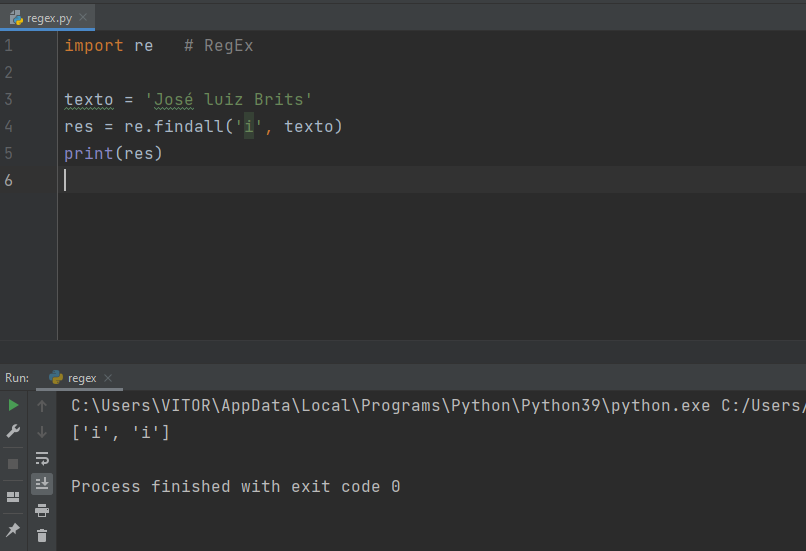 regex.py
1 import re   # RegEx
2
3 texto = 'José luiz Brits'
4 res = re.findall('i', texto)
5 print(res)
6
Run: regex
C:\Users\VITOR\AppData\Local\Programs\Python\Python39\python.exe C:/Users/
['i', 'i']
Process finished with exit code 0